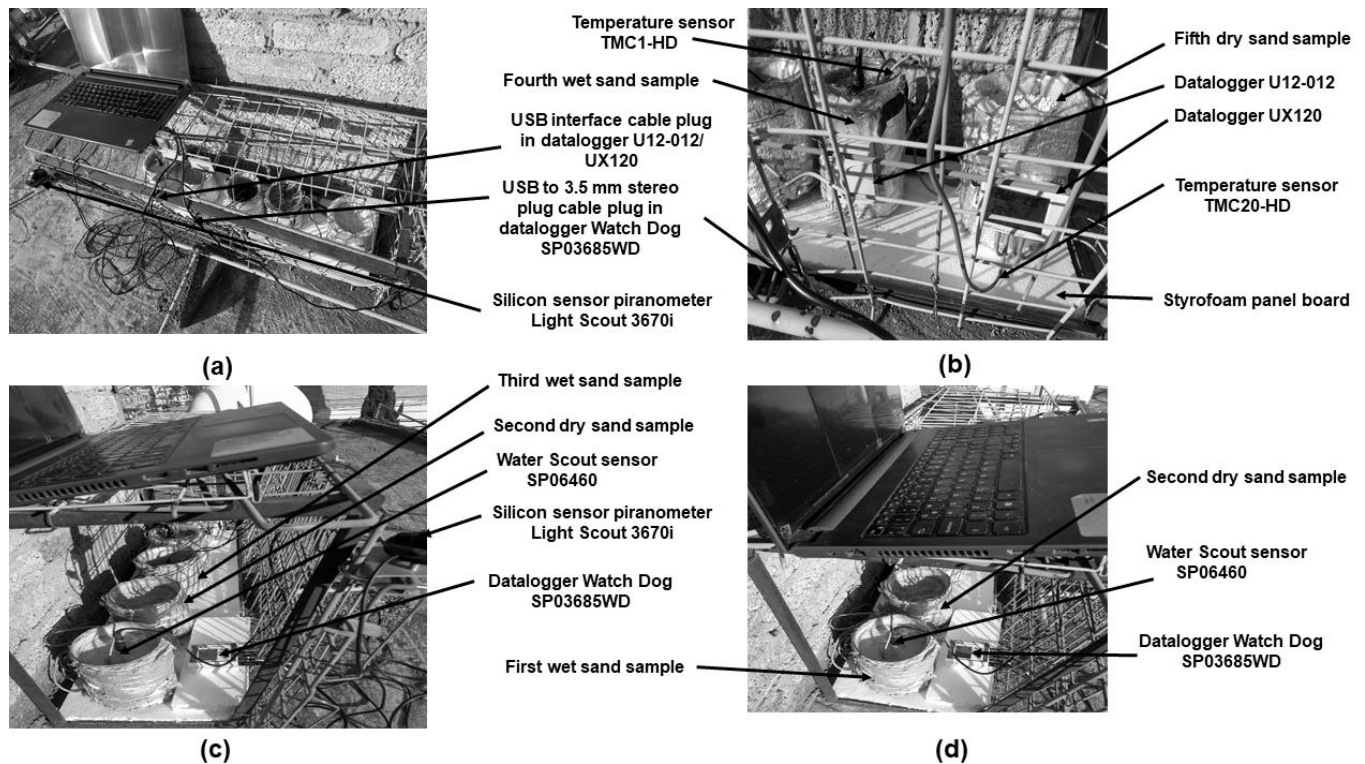 Temperature sensor
TMC1-HD
Fourth wet sand sample
USB interface cable plug
in datalogger U12-012/
UX120
USB to 3.5 mm stereo
plug cable plug in
datalogger Watch Dog
SP03685WD
Silicon sensor piranometer
Light Scout 3670i
Fifth dry sand sample
Datalogger U12-012
Datalogger UX120
Temperature sensor
TMC20-HD
Styrofoam panel board
(a)
(b)
Third wet sand sample
Second dry sand sample
Water Scout sensor
SP06460
Silicon sensor piranometer
Light Scout 3670i
Datalogger Watch Dog
SP03685WD
First wet sand sample
Second dry sand sample
Water Scout sensor
SP06460
Datalogger Watch Dog
SP03685WD
(c)
(d)